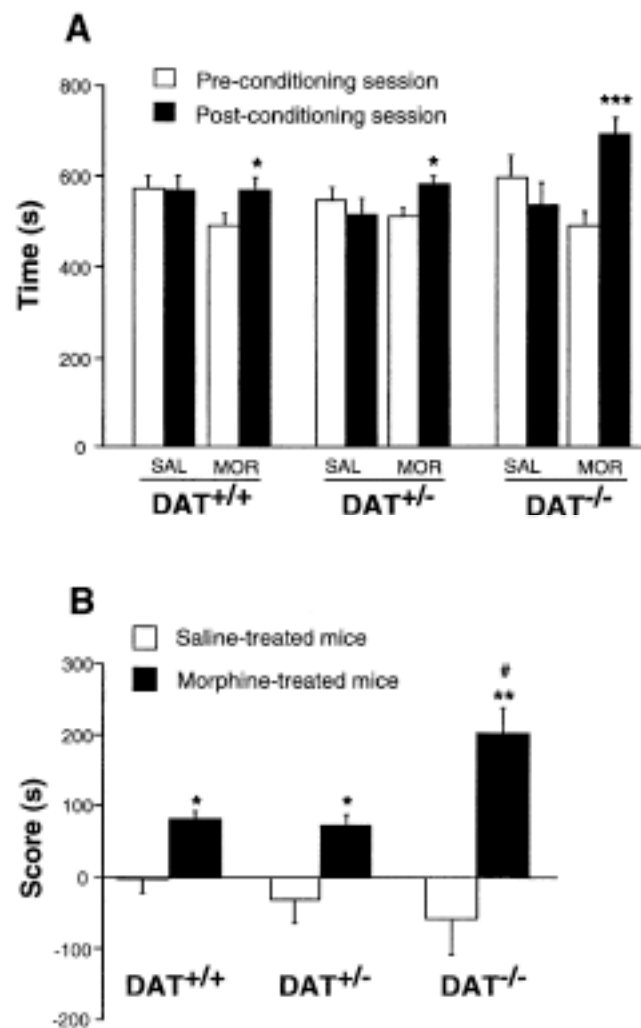 A
Pre-conditioning session
Post-conditioning session
800
600
400
200
0
Time (s)
* * ***
SAL MOR SAL MOR SAL MOR
DAT+/+ DAT+/- DAT-/-
B
Saline-treated mice
Morphine-treated mice
300
200
100
0
-100
-200
Score (s)
#
* * **
DAT+/+ DAT+/- DAT-/-